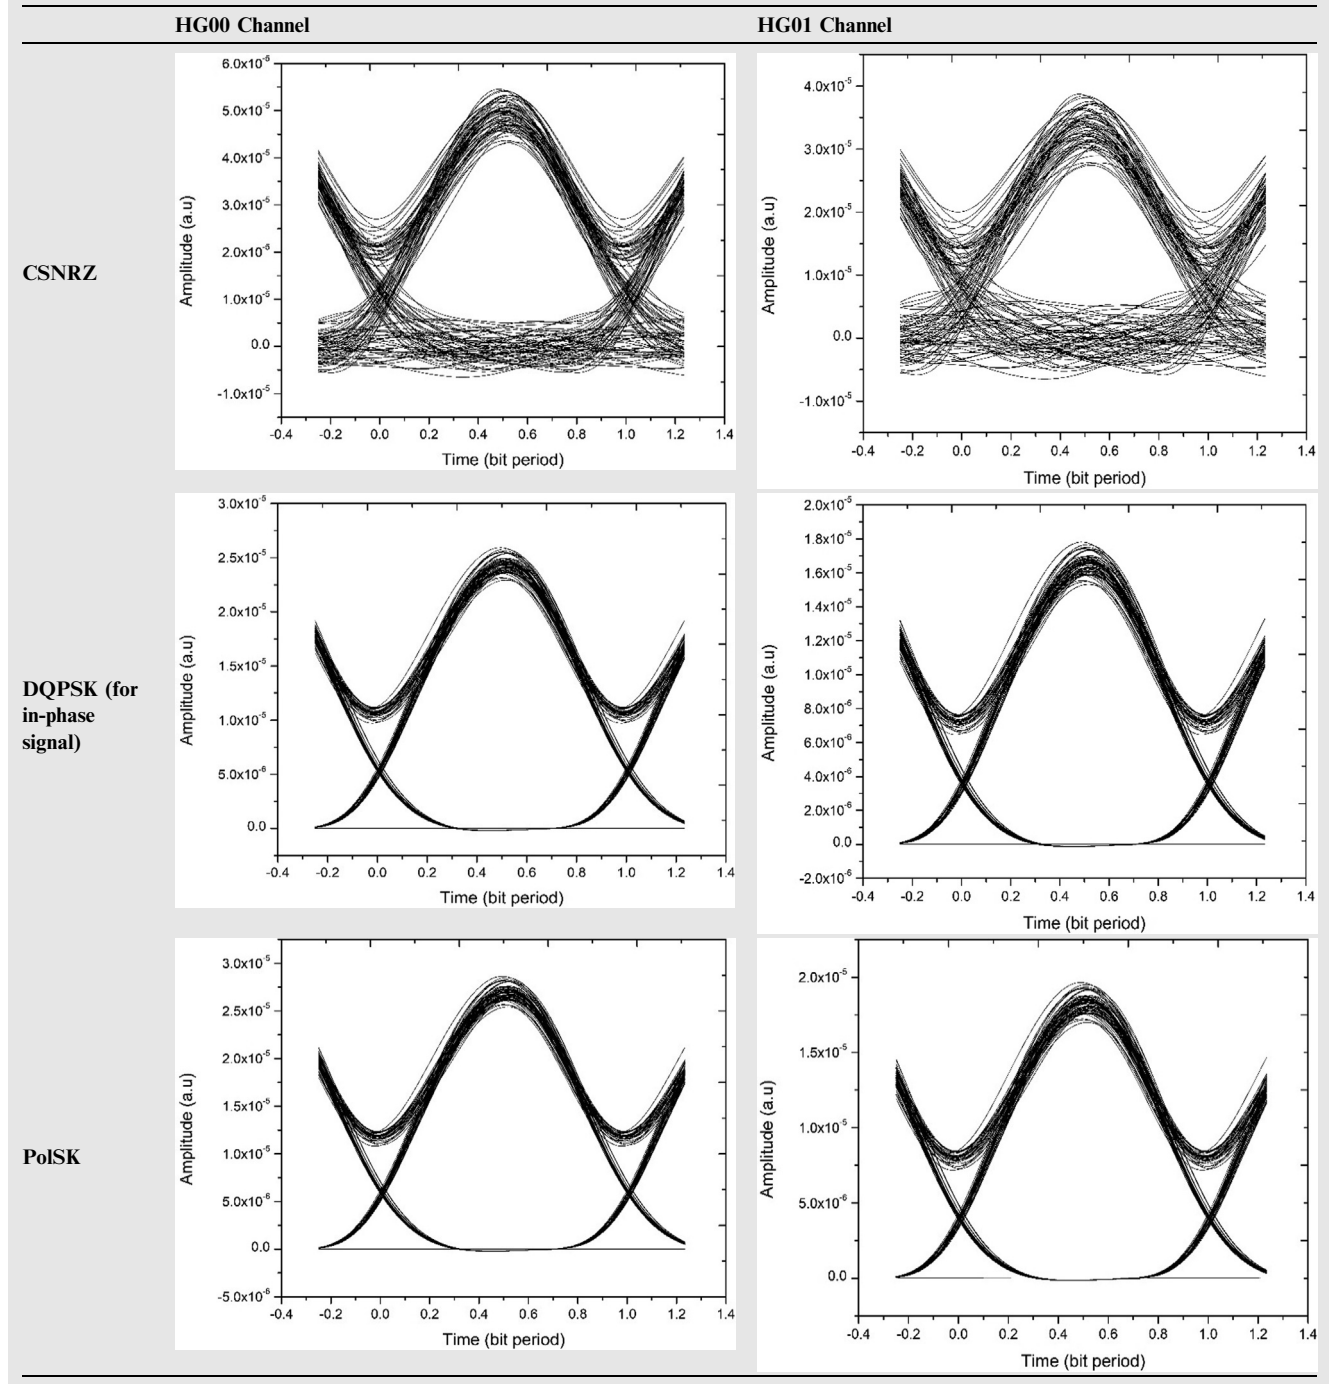 HG00 Channel HG01 Channel
CSNRZ
6.0x10⁻⁵
5.0x10⁻⁵
4.0x10⁻⁵
3.0x10⁻⁵
2.0x10⁻⁵
1.0x10⁻⁵
0.0
-1.0x10⁻⁵
Amplitude (a.u)
-0.4 -0.2 0.0 0.2 0.4 0.6 0.8 1.0 1.2 1.4
Time (bit period)
4.0x10⁻⁵
3.0x10⁻⁵
2.0x10⁻⁵
1.0x10⁻⁵
0.0
-1.0x10⁻⁵
Amplitude (a.u)
-0.4 -0.2 0.0 0.2 0.4 0.6 0.8 1.0 1.2 1.4
Time (bit period)
DQPSK (for
in-phase
signal)
3.0x10⁻⁵
2.5x10⁻⁵
2.0x10⁻⁵
1.5x10⁻⁵
1.0x10⁻⁵
5.0x10⁻⁶
0.0
Amplitude (a.u)
-0.4 -0.2 0.0 0.2 0.4 0.6 0.8 1.0 1.2 1.4
Time (bit period)
2.0x10⁻⁵
1.8x10⁻⁵
1.6x10⁻⁵
1.4x10⁻⁵
1.2x10⁻⁵
1.0x10⁻⁵
8.0x10⁻⁶
6.0x10⁻⁶
4.0x10⁻⁶
2.0x10⁻⁶
0.0
-2.0x10⁻⁶
Amplitude (a.u)
-0.4 -0.2 0.0 0.2 0.4 0.6 0.8 1.0 1.2 1.4
Time (bit period)
PolSK
3.0x10⁻⁵
2.5x10⁻⁵
2.0x10⁻⁵
1.5x10⁻⁵
1.0x10⁻⁵
5.0x10⁻⁶
0.0
-5.0x10⁻⁶
Amplitude (a.u)
-0.4 -0.2 0.0 0.2 0.4 0.6 0.8 1.0 1.2 1.4
Time (bit period)
2.0x10⁻⁵
1.5x10⁻⁵
1.0x10⁻⁵
5.0x10⁻⁶
0.0
Amplitude (a.u)
-0.4 -0.2 0.0 0.2 0.4 0.6 0.8 1.0 1.2 1.4
Time (bit period)